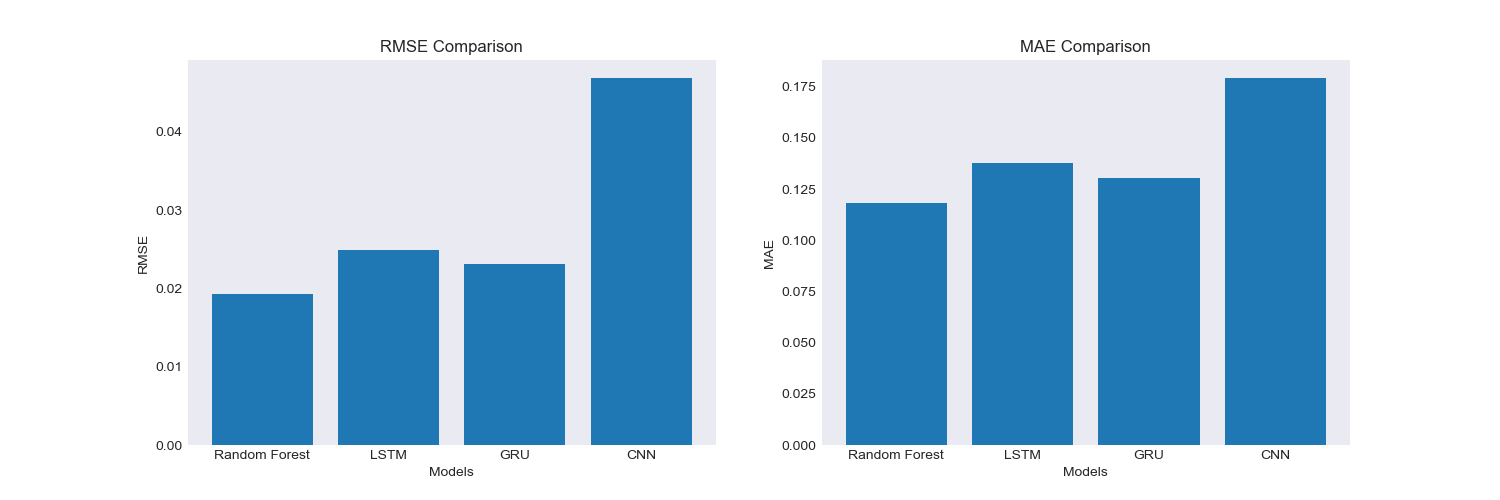 RMSE Comparison
RMSE
0.04
0.03
0.02
0.01
0.00
Random Forest LSTM GRU CNN
Models
MAE Comparison
MAE
0.175
0.150
0.125
0.100
0.075
0.050
0.025
0.000
Random Forest LSTM GRU CNN
Models